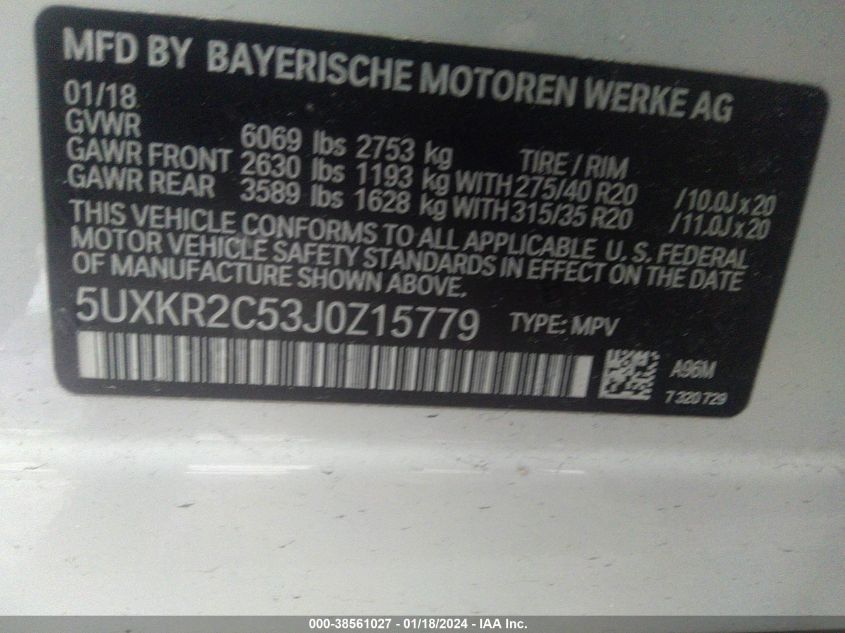 MFD BY BAYERISCHE MOTOREN WERKE AG
01/18
GVWR 6069 lbs 2753 kg TIRE / RIM
GAWR FRONT 2630 lbs 1193 kg WITH 275/40 R20 /10.0J x 20
GAWR REAR 3589 lbs 1628 kg WITH 315/35 R20 /11.0J x 20
THIS VEHICLE CONFORMS TO ALL APPLICABLE U. S. FEDERAL
MOTOR VEHICLE SAFETY STANDARDS IN EFFECT ON THE DATE
OF MANUFACTURE SHOWN ABOVE.
5UXKR2C53J0Z15779 TYPE: MPV
A96M
7 320 729
000-38561027 - 01/18/2024 - IAA Inc.